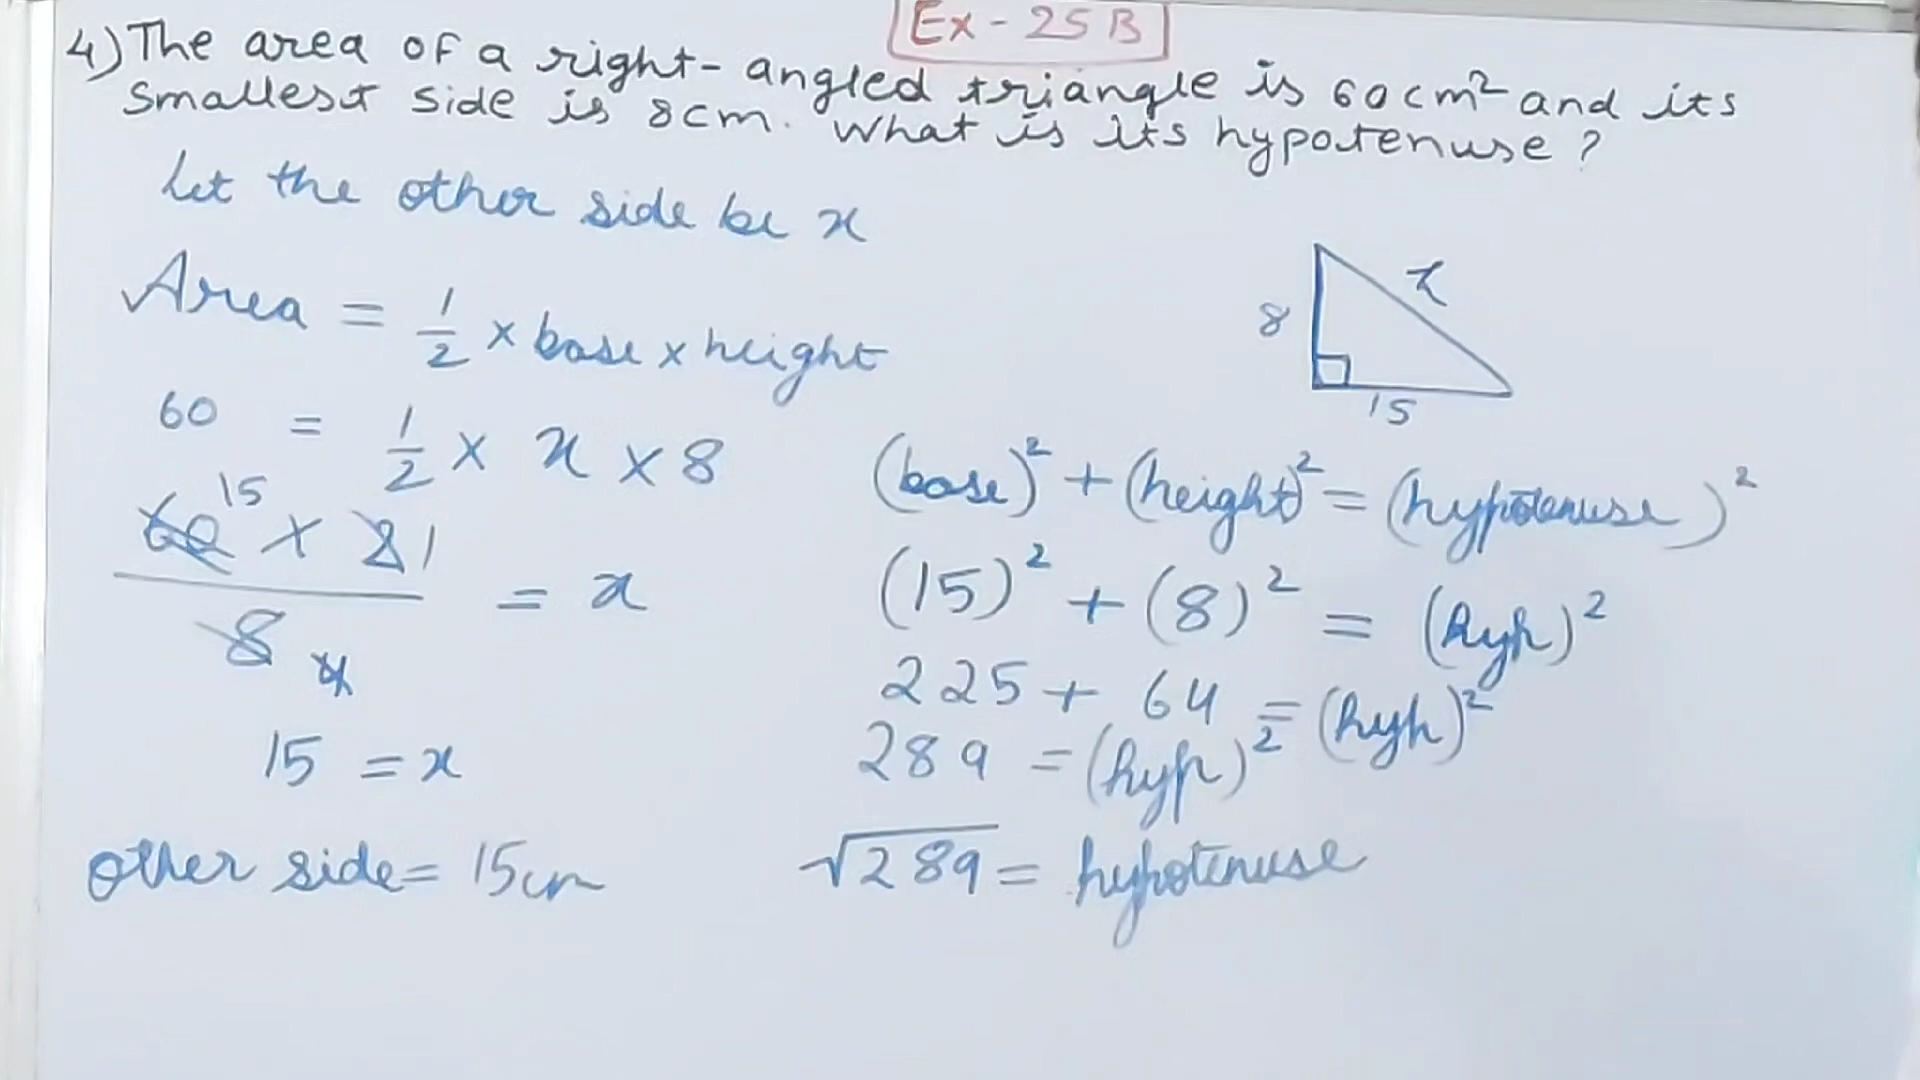 Ex - 25 B
4) The area of a right-angled triangle is 60cm² and its
smallest side is 8cm. What is its hypotenuse?
Let the other side be x
Area = 1/2 × base × height
60 = 1/2 × x × 8
60 15 × 2 1 / 8 4 = x
15 = x
other side = 15cm
8
x
15
(base)² + (height)² = (hypotenuse)²
(15)² + (8)² = (hyp)²
225 + 64 = (hyp)²
289 = (hyp)²
√289 = hypotenuse